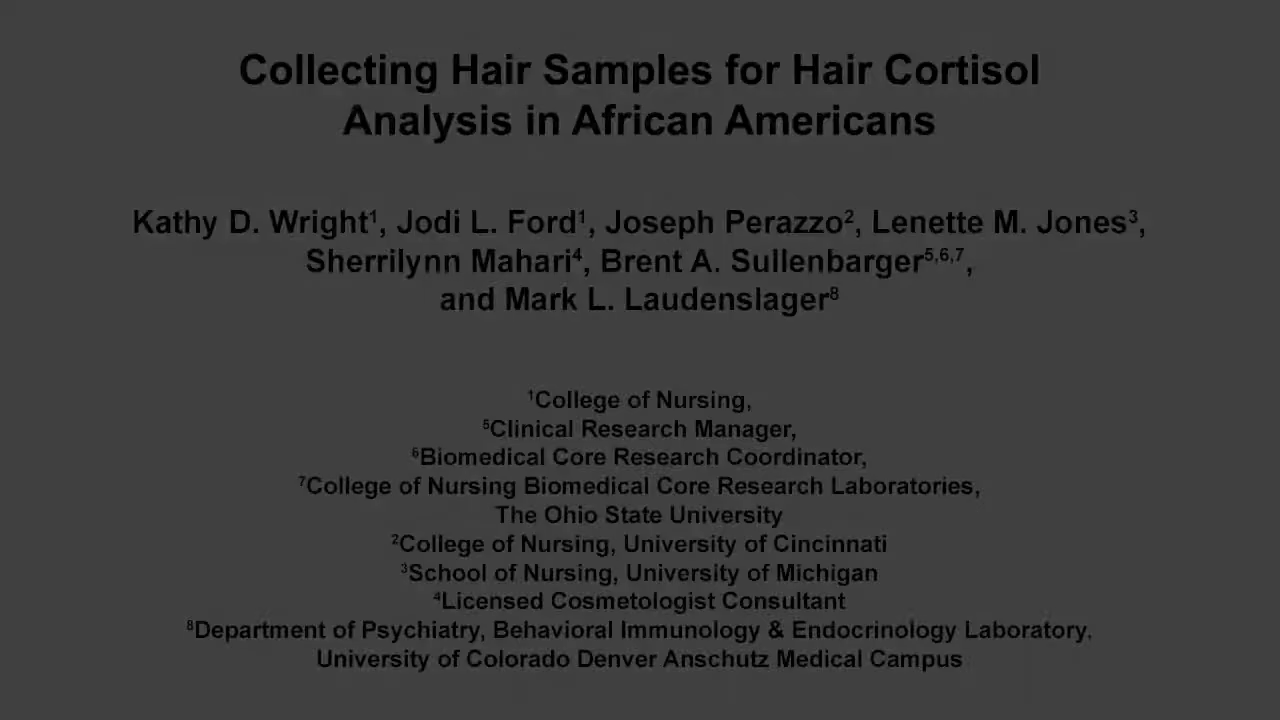 Collecting Hair Samples for Hair Cortisol
Analysis in African Americans
Kathy D. Wright¹, Jodi L. Ford¹, Joseph Perazzo², Lenette M. Jones³,
Sherrilynn Mahari⁴, Brent A. Sullenbarger⁵,⁶,⁷,
and Mark L. Laudenslager⁸
¹College of Nursing,
⁵Clinical Research Manager,
⁶Biomedical Core Research Coordinator,
⁷College of Nursing Biomedical Core Research Laboratories,
The Ohio State University
²College of Nursing, University of Cincinnati
³School of Nursing, University of Michigan
⁴Licensed Cosmetologist Consultant
⁸Department of Psychiatry, Behavioral Immunology & Endocrinology Laboratory,
University of Colorado Denver Anschutz Medical Campus